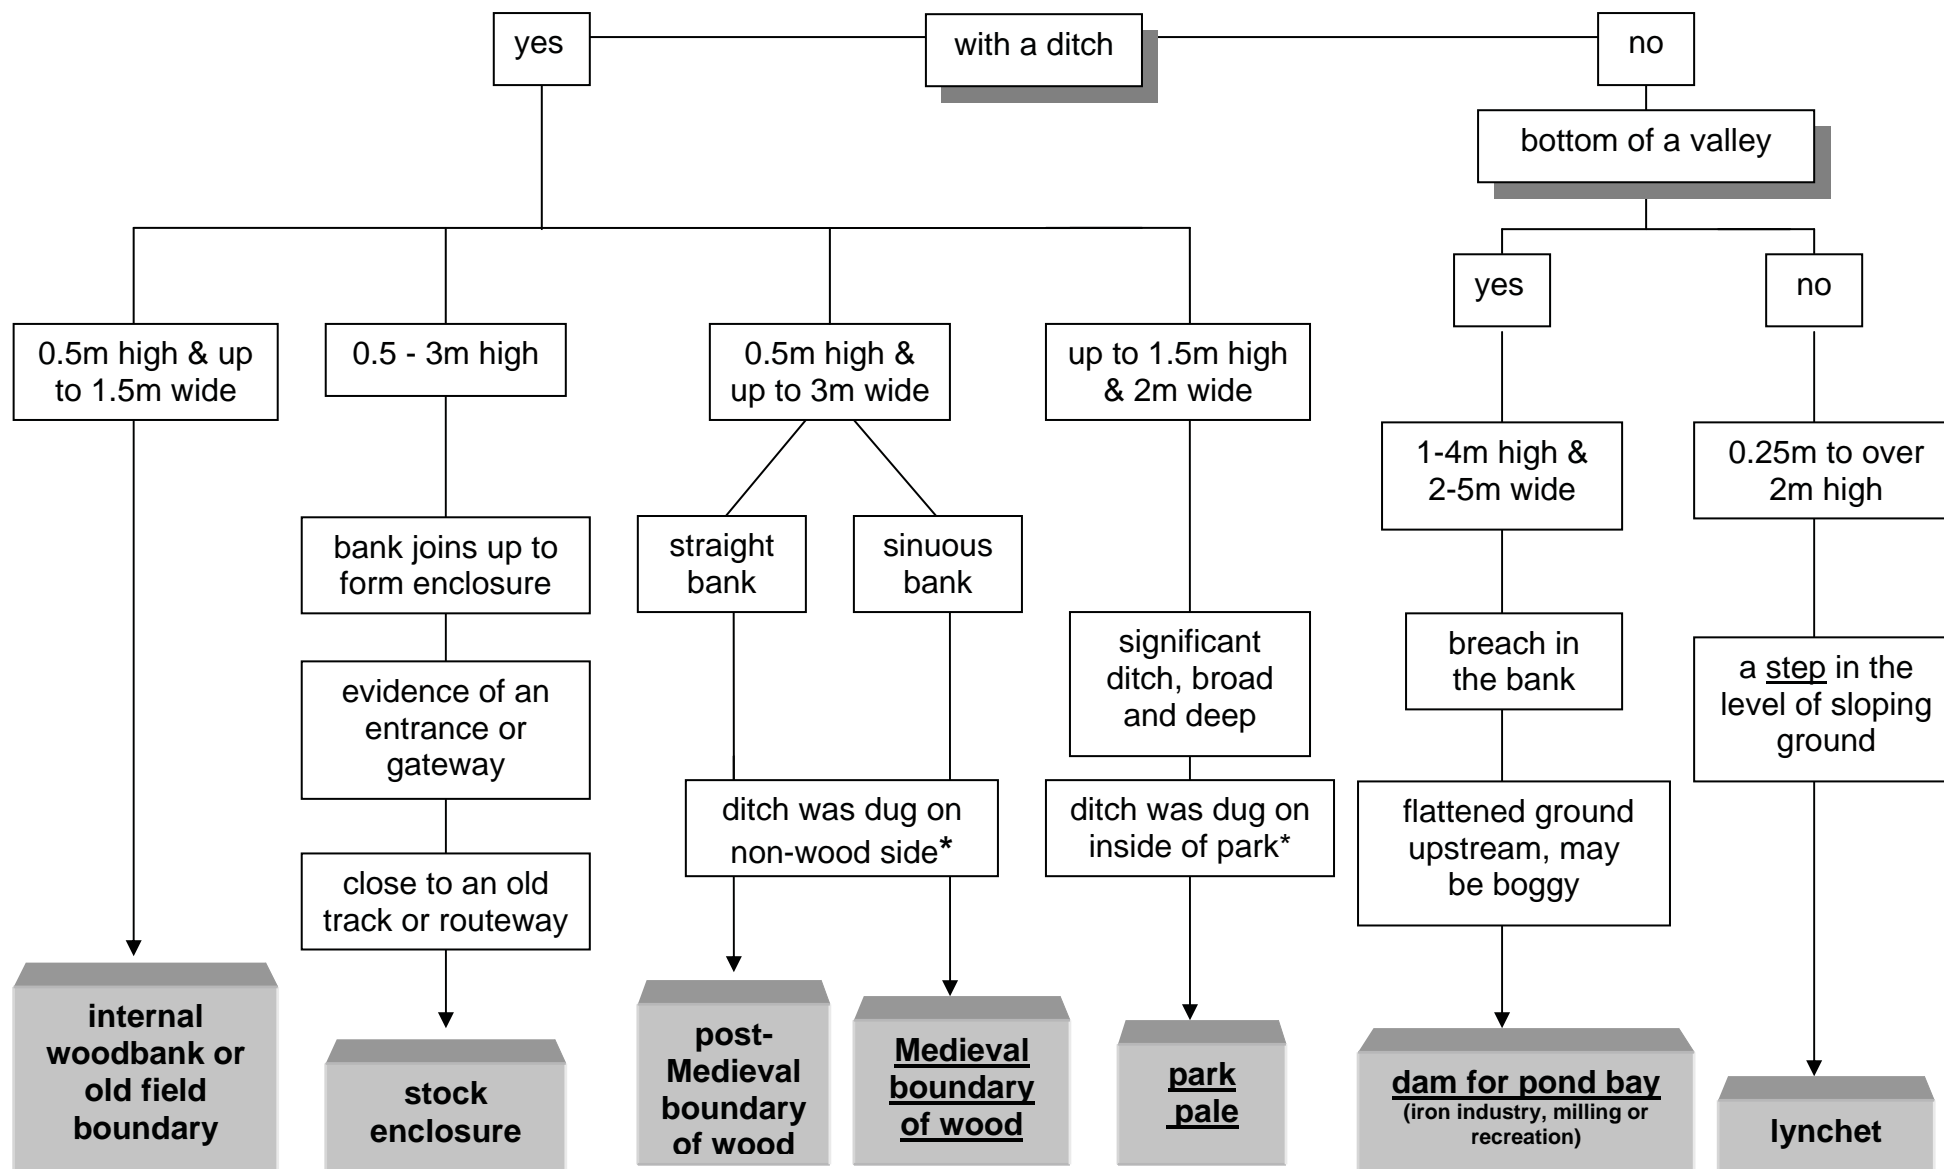 yes
with a ditch
no
bottom of a valley
yes
no
0.5m high & up
to 1.5m wide
0.5 - 3m high
0.5m high &
up to 3m wide
up to 1.5m high
& 2m wide
1-4m high &
2-5m wide
0.25m to over
2m high
bank joins up to
form enclosure
straight
bank
sinuous
bank
significant
ditch, broad
and deep
breach in
the bank
a step in the
level of sloping
ground
evidence of an
entrance or
gateway
ditch was dug on
non-wood side*
ditch was dug on
inside of park*
flattened ground
upstream, may
be boggy
close to an old
track or routeway
internal
woodbank or
old field
boundary
stock
enclosure
post-
Medieval
boundary
of wood
Medieval
boundary
of wood
park
pale
dam for pond bay
(iron industry, milling or
recreation)
lynchet